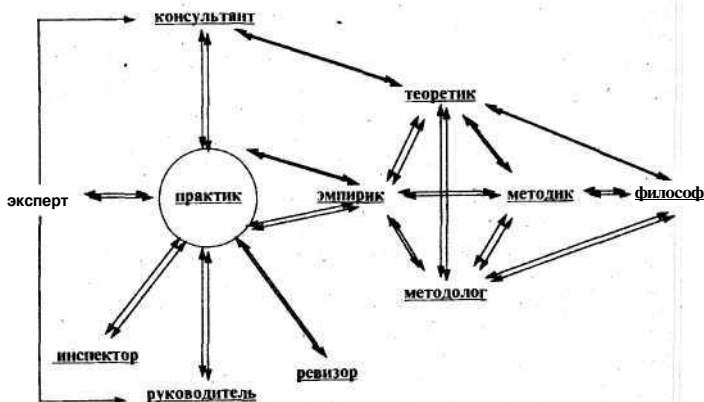 консультант
теоретик
эксперт
практик
эмпирик
методик
философ
методолог
инспектор
ревизор
руководитель